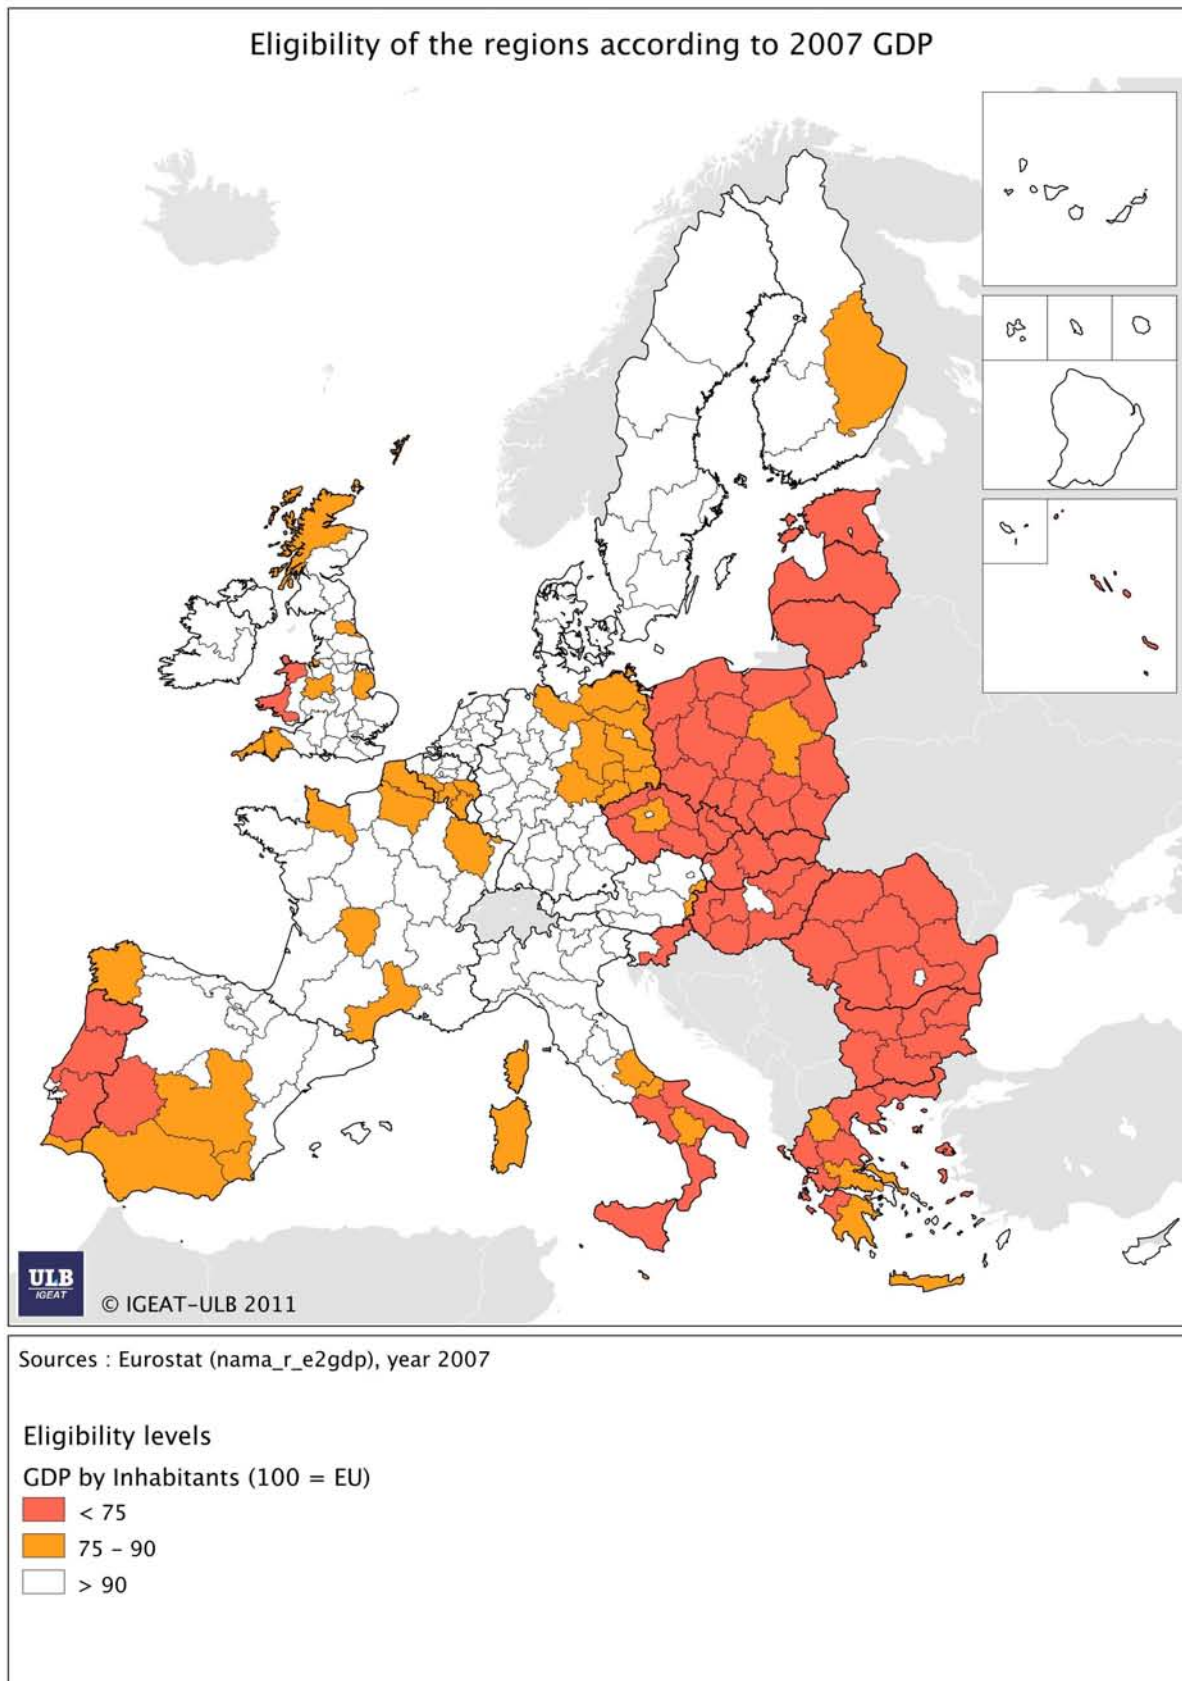 Eligibility of the regions according to 2007 GDP
ULB
IGEAT
© IGEAT-ULB 2011
Sources : Eurostat (nama_r_e2gdp), year 2007
Eligibility levels
GDP by Inhabitants (100 = EU)
< 75
75 – 90
> 90